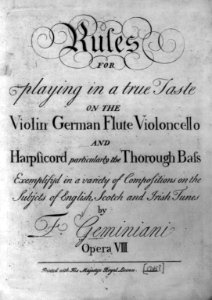 Rules
FOR
playing in a true Taste
ON THE
Violin German Flute Violoncello
AND
Harpsicord particularly the Thorough Bass
Exemplify'd in a variety of Compositions on the
Subjects of English, Scotch and Irish Tunes
by
F. Geminiani
Opera VIII
Printed with His Majestys Royal Licence.